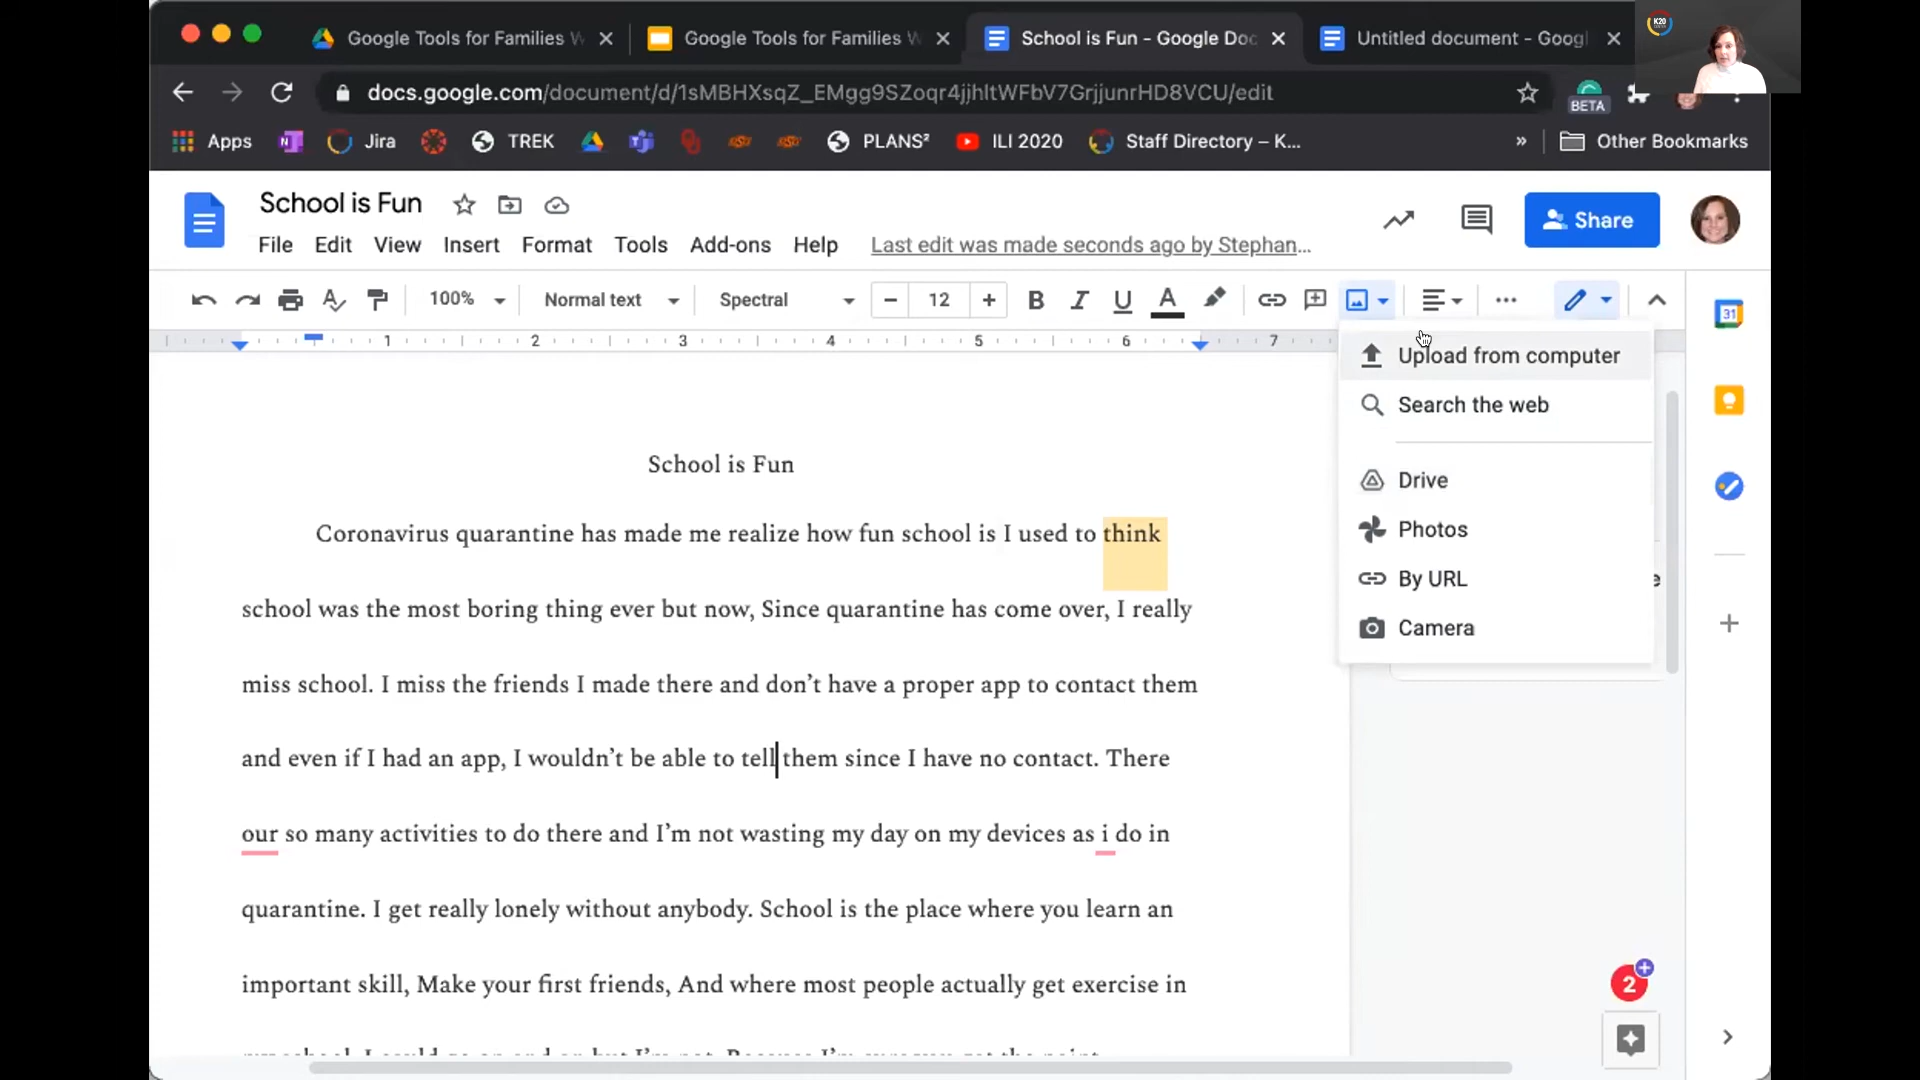 Google Tools for Families W
Google Tools for Families W
School is Fun - Google Doc
Untitled document - Googl
K20
docs.google.com/document/d/1sMBHXsqZ_EMgg9SZoqr4jjhltWFbV7GrjjunrHD8VCU/edit
BETA
Apps
Jira
TREK
PLANS²
ILI 2020
Staff Directory – K...
»
Other Bookmarks
School is Fun
Share
File Edit View Insert Format Tools Add-ons Help Last edit was made seconds ago by Stephan...
100% Normal text Spectral − 12 + B I U A
31
1 2 3 4 5 6 7
Upload from computer
Search the web
Drive
Photos
By URL
Camera
School is Fun
Coronavirus quarantine has made me realize how fun school is I used to think
school was the most boring thing ever but now, Since quarantine has come over, I really
miss school. I miss the friends I made there and don’t have a proper app to contact them
and even if I had an app, I wouldn’t be able to tell them since I have no contact. There
our so many activities to do there and I’m not wasting my day on my devices as i do in
quarantine. I get really lonely without anybody. School is the place where you learn an
important skill, Make your first friends, And where most people actually get exercise in
2